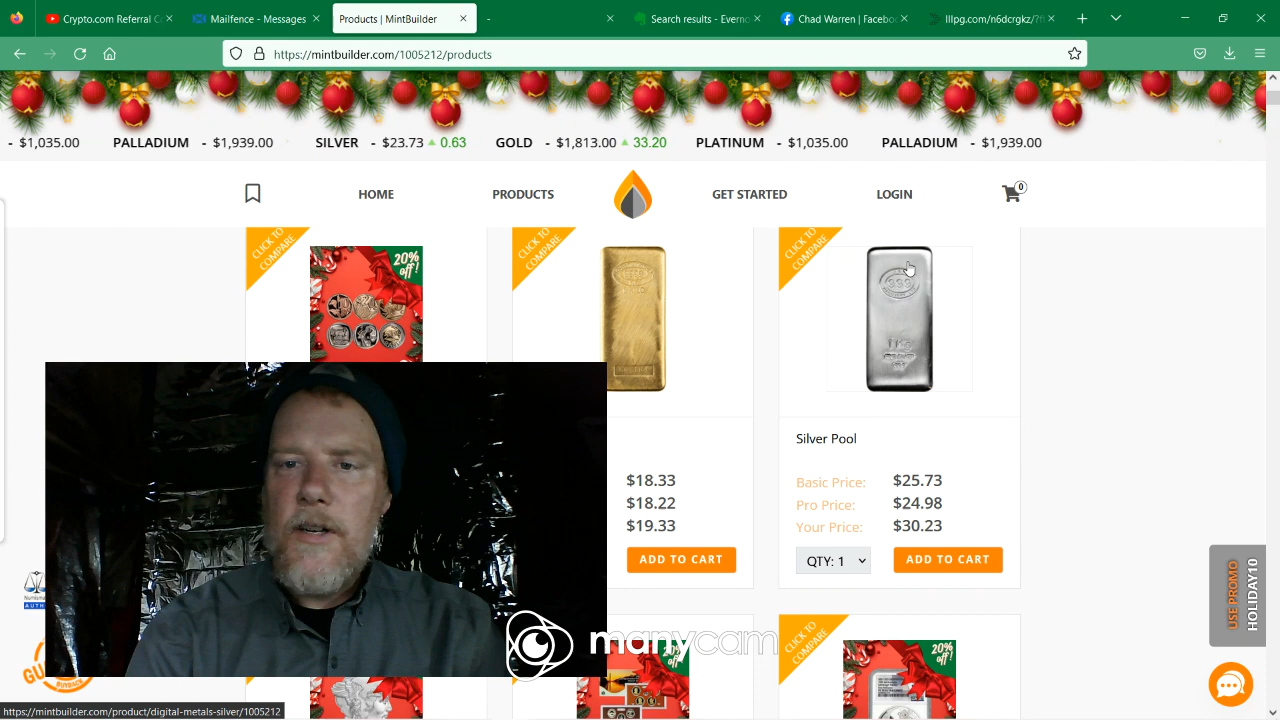 Crypto.com Referral C
Mailfence - Messages
Products | MintBuilder
-
Search results - Everno
Chad Warren | Facebo
lllpg.com/n6dcrgkz/?f
https://mintbuilder.com/1005212/products
- $1,035.00 PALLADIUM - $1,939.00 SILVER - $23.73 0.63 GOLD - $1,813.00 33.20 PLATINUM - $1,035.00 PALLADIUM - $1,939.00
HOME PRODUCTS GET STARTED LOGIN 0
CLICK TO COMPARE
20% off!
CLICK TO COMPARE
CLICK TO COMPARE
999
Silver Pool
$18.33
$18.22
$19.33
ADD TO CART
Basic Price: $25.73
Pro Price: $24.98
Your Price: $30.23
QTY: 1 ADD TO CART
USE PROMO
HOLIDAY10
manycam
CLICK TO COMPARE
20% off!
https://mintbuilder.com/product/digital-metals-silver/1005212